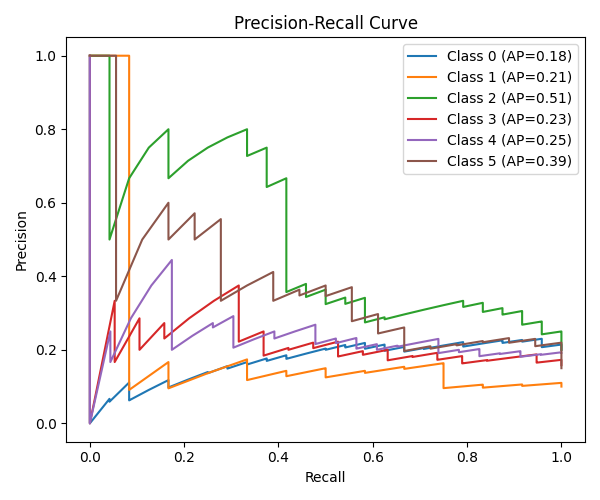 Precision-Recall Curve
Class 0 (AP=0.18)
Class 1 (AP=0.21)
Class 2 (AP=0.51)
Class 3 (AP=0.23)
Class 4 (AP=0.25)
Class 5 (AP=0.39)
Precision
1.0
0.8
0.6
0.4
0.2
0.0
0.0 0.2 0.4 0.6 0.8 1.0
Recall